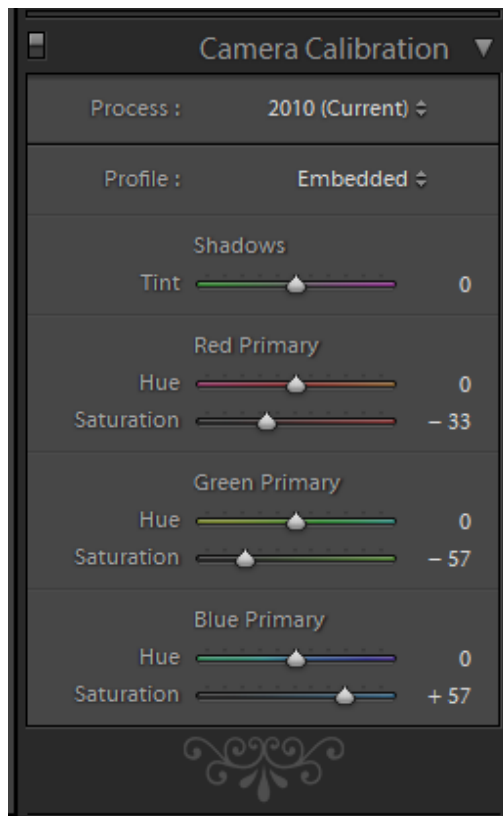 Camera Calibration
Process : 2010 (Current)
Profile : Embedded
Shadows
Tint 0
Red Primary
Hue 0
Saturation – 33
Green Primary
Hue 0
Saturation – 57
Blue Primary
Hue 0
Saturation + 57